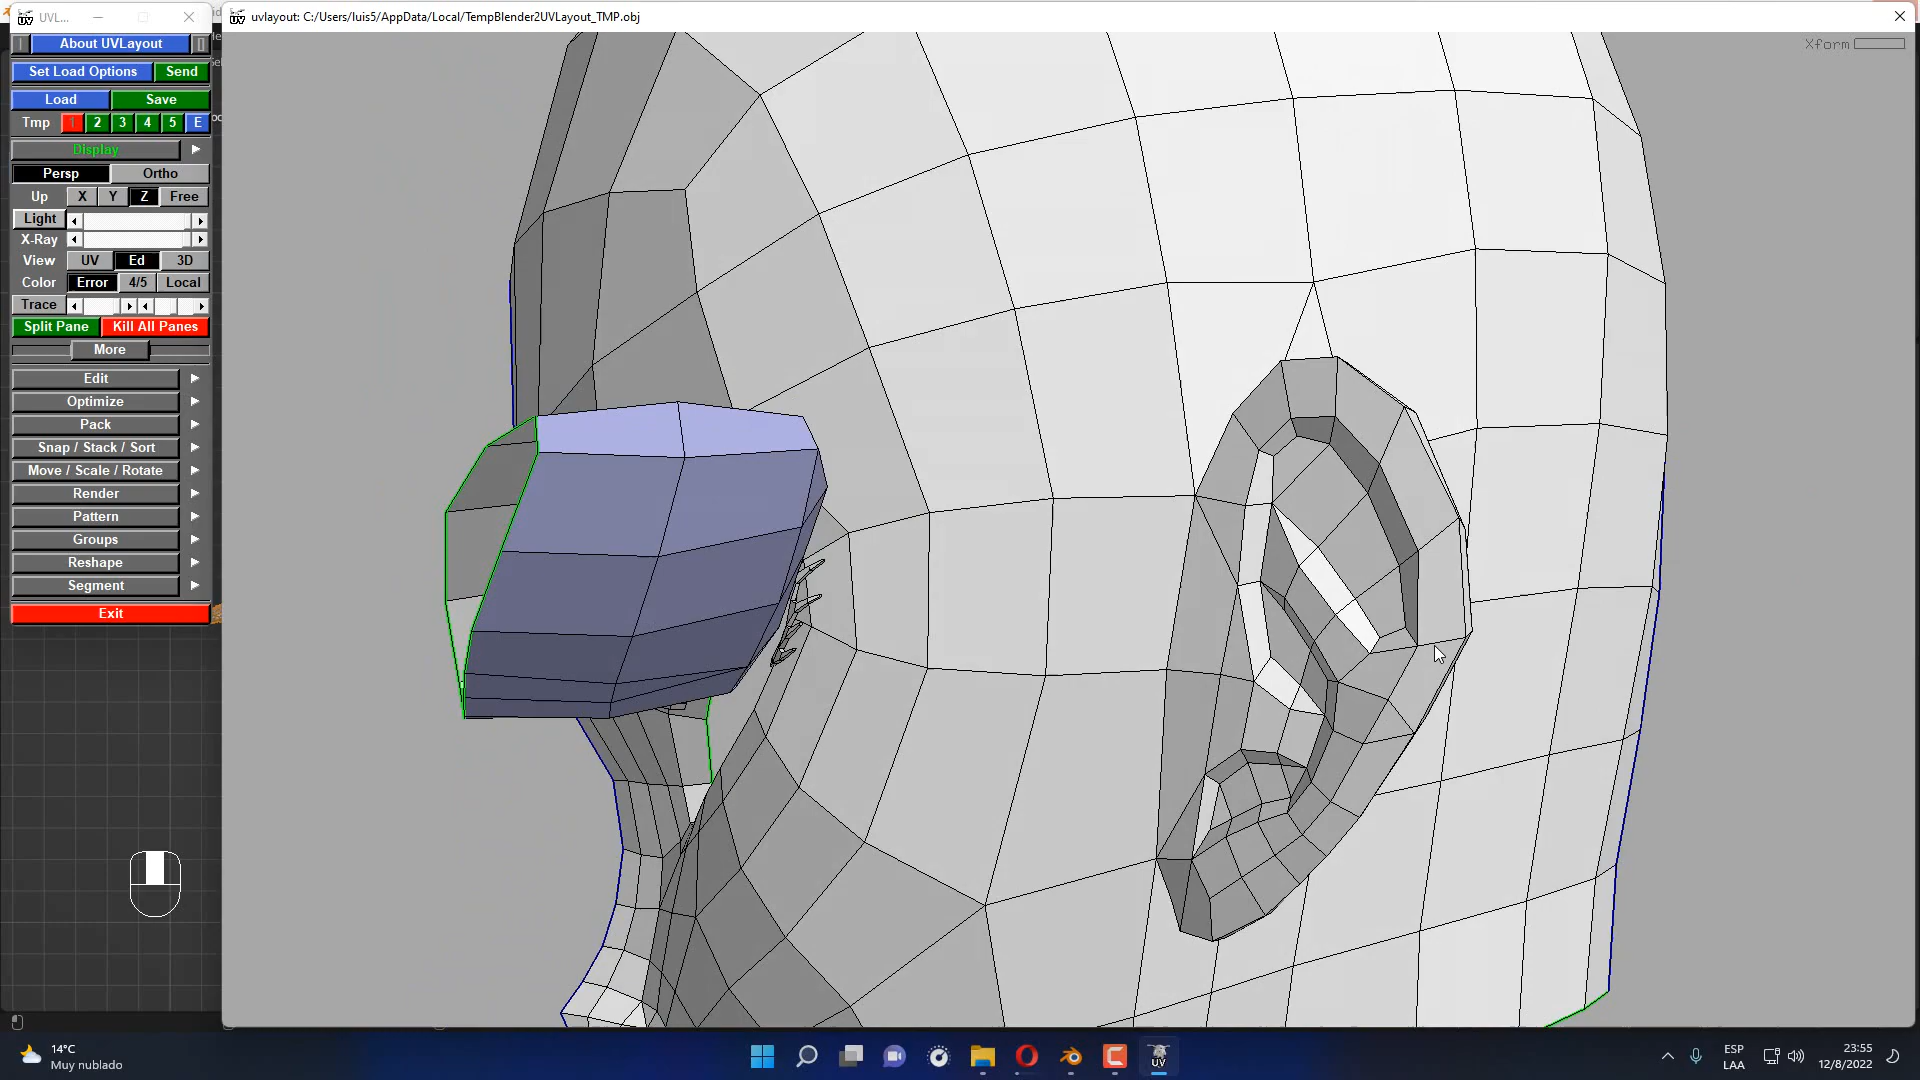 UVL...
uvlayout: C:/Users/luis5/AppData/Local/TempBlender2UVLayout_TMP.obj
Xform
About UVLayout
Set Load Options Send
Load Save
Tmp 1 2 3 4 5 E
Display
Persp Ortho
Up X Y Z Free
Light
X-Ray
View UV Ed 3D
Color Error 4/5 Local
Trace
Split Pane Kill All Panes
More
Edit
Optimize
Pack
Snap / Stack / Sort
Move / Scale / Rotate
Render
Pattern
Groups
Reshape
Segment
Exit
14°C
Muy nublado
UV
ESP
LAA
23:55
12/8/2022